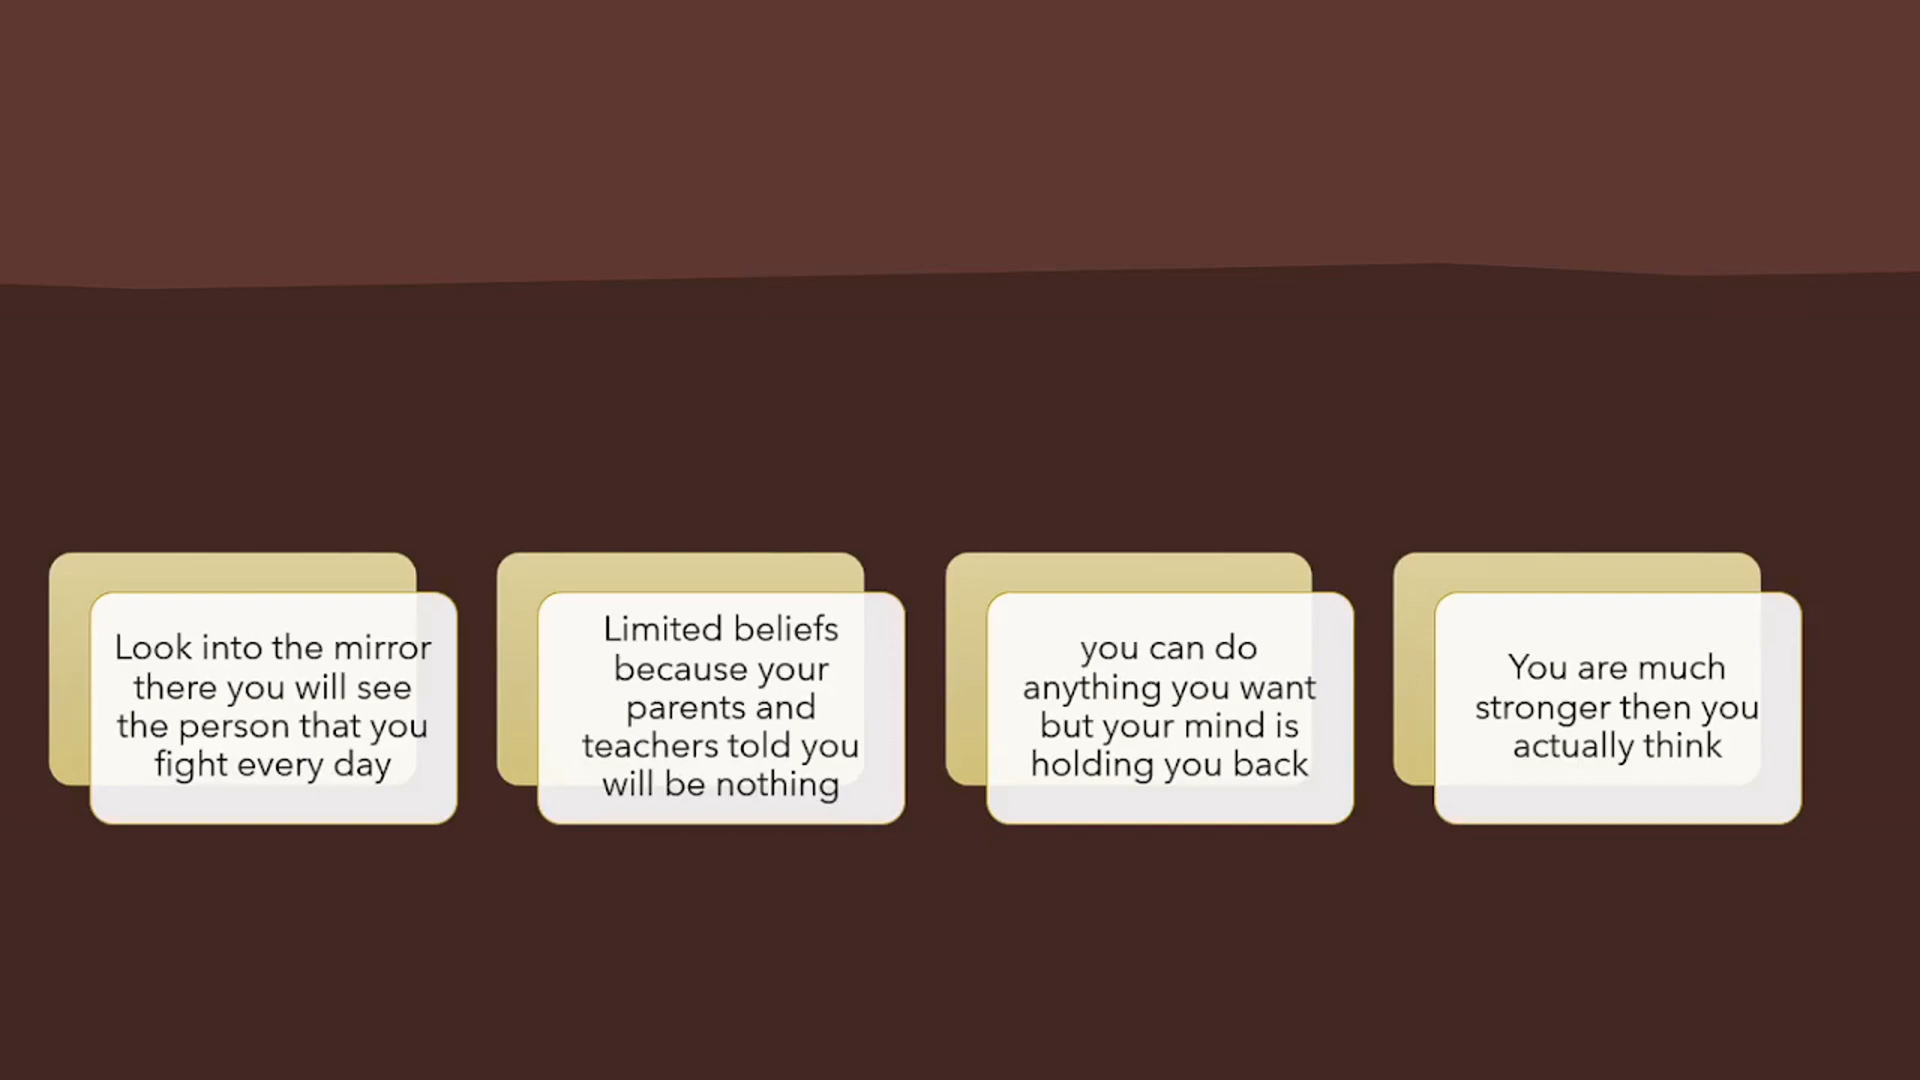 Look into the mirror
there you will see
the person that you
fight every day
Limited beliefs
because your
parents and
teachers told you
will be nothing
you can do
anything you want
but your mind is
holding you back
You are much
stronger then you
actually think